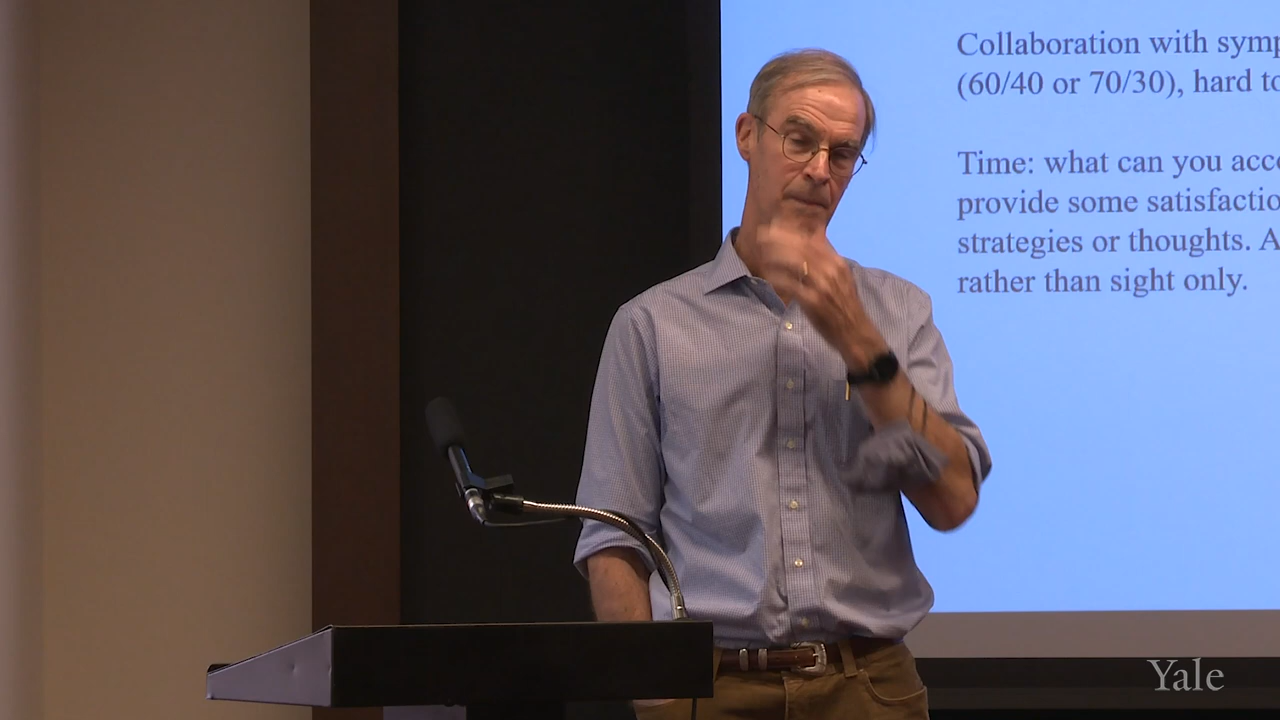 Collaboration with symp
(60/40 or 70/30), hard to
Time: what can you acc
provide some satisfactio
strategies or thoughts. A
rather than sight only.
Yale